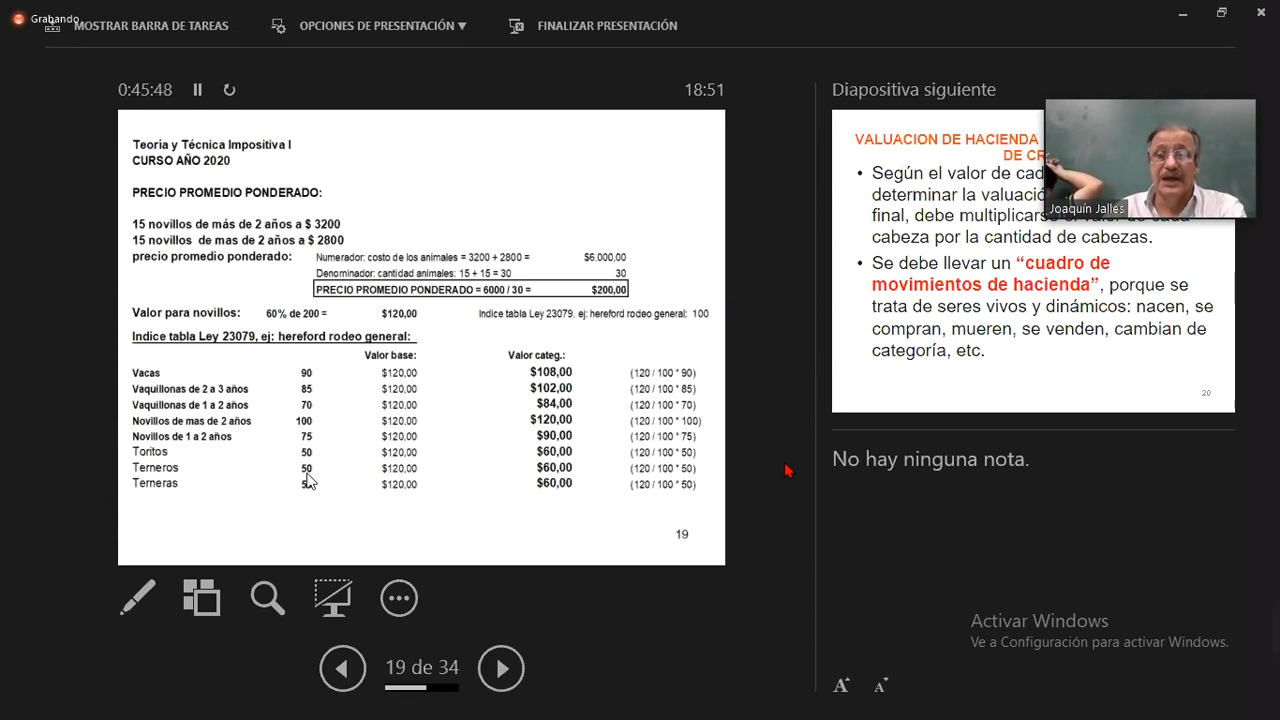 Grabando
MOSTRAR BARRA DE TAREAS
OPCIONES DE PRESENTACIÓN ▼
FINALIZAR PRESENTACIÓN
0:45:48
18:51
Teoría y Técnica Impositiva I
CURSO AÑO 2020
PRECIO PROMEDIO PONDERADO:
15 novillos de más de 2 años a $ 3200
15 novillos de mas de 2 años a $ 2800
precio promedio ponderado: Numerador: costo de los animales = 3200 + 2800 = $6.000,00
Denominador: cantidad animales: 15 + 15 = 30 30
PRECIO PROMEDIO PONDERADO = 6000 / 30 = $200,00
Valor para novillos: 60% de 200 = $120,00 Indice tabla Ley 23079, ej: hereford rodeo general: 100
Indice tabla Ley 23079, ej: hereford rodeo general:
Valor base: Valor categ.:
Vacas 90 $120,00 $108,00 (120 / 100 * 90)
Vaquillonas de 2 a 3 años 85 $120,00 $102,00 (120 / 100 * 85)
Vaquillonas de 1 a 2 años 70 $120,00 $84,00 (120 / 100 * 70)
Novillos de mas de 2 años 100 $120,00 $120,00 (120 / 100 * 100)
Novillos de 1 a 2 años 75 $120,00 $90,00 (120 / 100 * 75)
Toritos 50 $120,00 $60,00 (120 / 100 * 50)
Terneros 50 $120,00 $60,00 (120 / 100 * 50)
Terneras $120,00 $60,00 (120 / 100 * 50)
19
19 de 34
Diapositiva siguiente
VALUACION DE HACIENDA
DE
Según el valor de
determinar la
final, debe
cabeza por la cantidad de cabezas.
• Se debe llevar un “cuadro de
movimientos de hacienda”, porque se
trata de seres vivos y dinámicos: nacen, se
compran, mueren, se venden, cambian de
categoría, etc.
20
Joaquín Jalles
No hay ninguna nota.
Activar Windows
Ve a Configuración para activar Windows.
A A